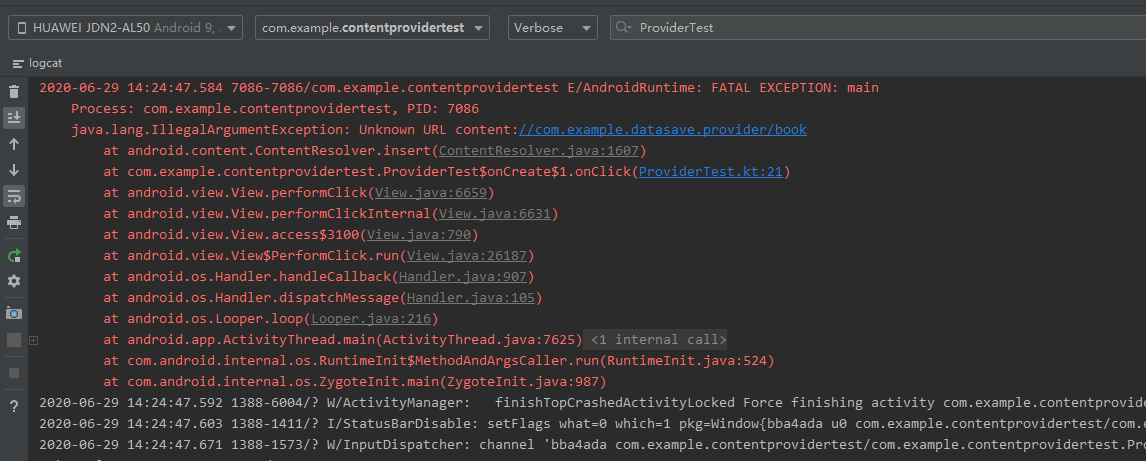 HUAWEI JDN2-AL50 Android 9, com.example.contentprovidertest Verbose ProviderTest
logcat
2020-06-29 14:24:47.584 7086-7086/com.example.contentprovidertest E/AndroidRuntime: FATAL EXCEPTION: main
Process: com.example.contentprovidertest, PID: 7086
java.lang.IllegalArgumentException: Unknown URL content://com.example.datasave.provider/book
at android.content.ContentResolver.insert(ContentResolver.java:1607)
at com.example.contentprovidertest.ProviderTest$onCreate$1.onClick(ProviderTest.kt:21)
at android.view.View.performClick(View.java:6659)
at android.view.View.performClickInternal(View.java:6631)
at android.view.View.access$3100(View.java:790)
at android.view.View$PerformClick.run(View.java:26187)
at android.os.Handler.handleCallback(Handler.java:907)
at android.os.Handler.dispatchMessage(Handler.java:105)
at android.os.Looper.loop(Looper.java:216)
at android.app.ActivityThread.main(ActivityThread.java:7625) <1 internal call>
at com.android.internal.os.RuntimeInit$MethodAndArgsCaller.run(RuntimeInit.java:524)
at com.android.internal.os.ZygoteInit.main(ZygoteInit.java:987)
2020-06-29 14:24:47.592 1388-6004/? W/ActivityManager: finishTopCrashedActivityLocked Force finishing activity com.example.contentprovide
2020-06-29 14:24:47.603 1388-1411/? I/StatusBarDisable: setFlags what=0 which=1 pkg=Window{bba4ada u0 com.example.contentprovidertest/com.e
2020-06-29 14:24:47.671 1388-1573/? W/InputDispatcher: channel 'bba4ada com.example.contentprovidertest/com.example.contentprovidertest.Pro